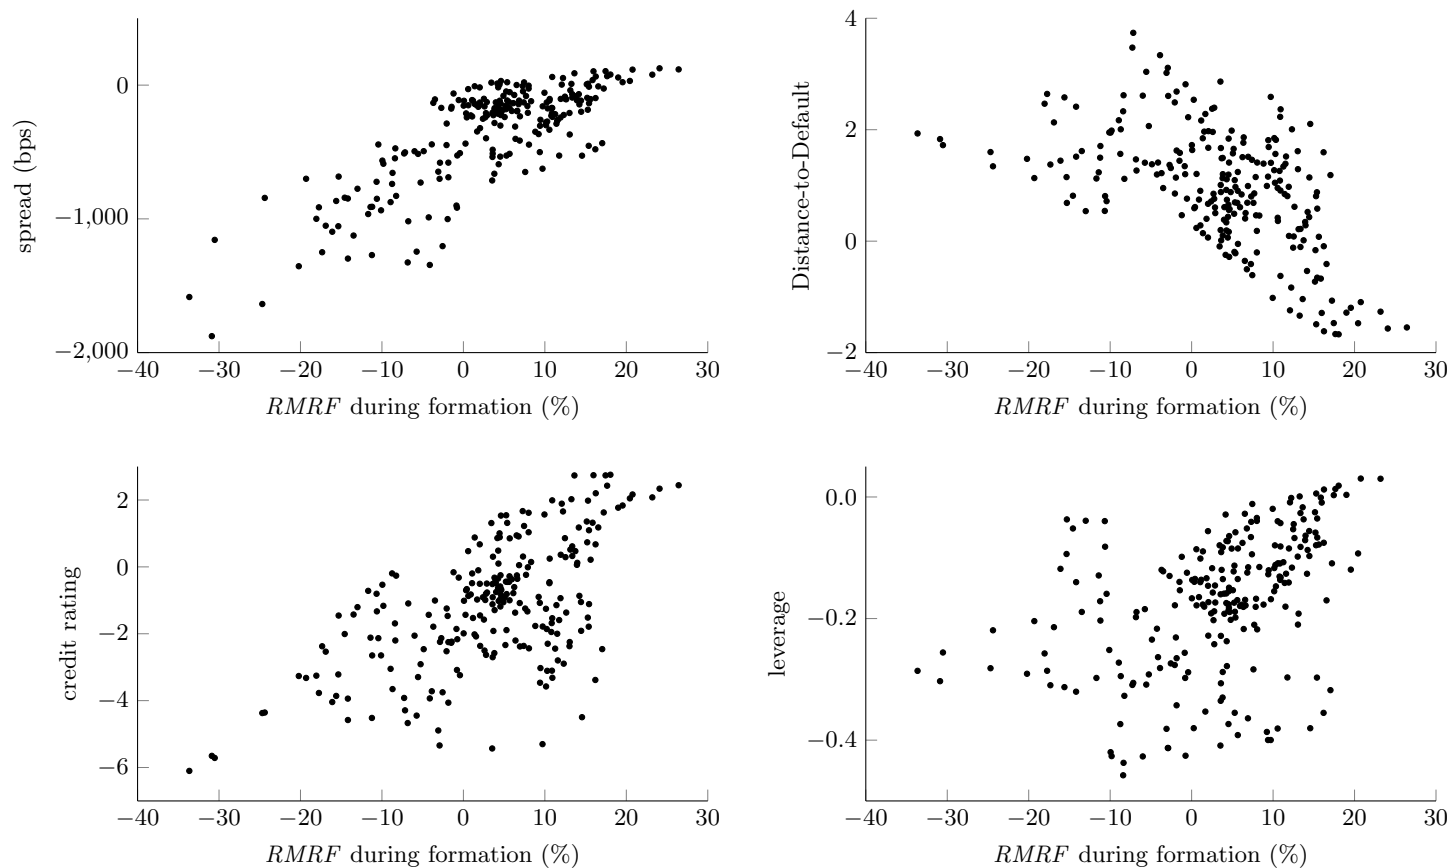 0
−1,000
−2,000
spread (bps)
−40 −30 −20 −10 0 10 20 30
RMRF during formation (%)
4
2
0
−2
Distance-to-Default
−40 −30 −20 −10 0 10 20 30
RMRF during formation (%)
2
0
−2
−4
−6
credit rating
−40 −30 −20 −10 0 10 20 30
RMRF during formation (%)
0.0
−0.2
−0.4
leverage
−40 −30 −20 −10 0 10 20 30
RMRF during formation (%)